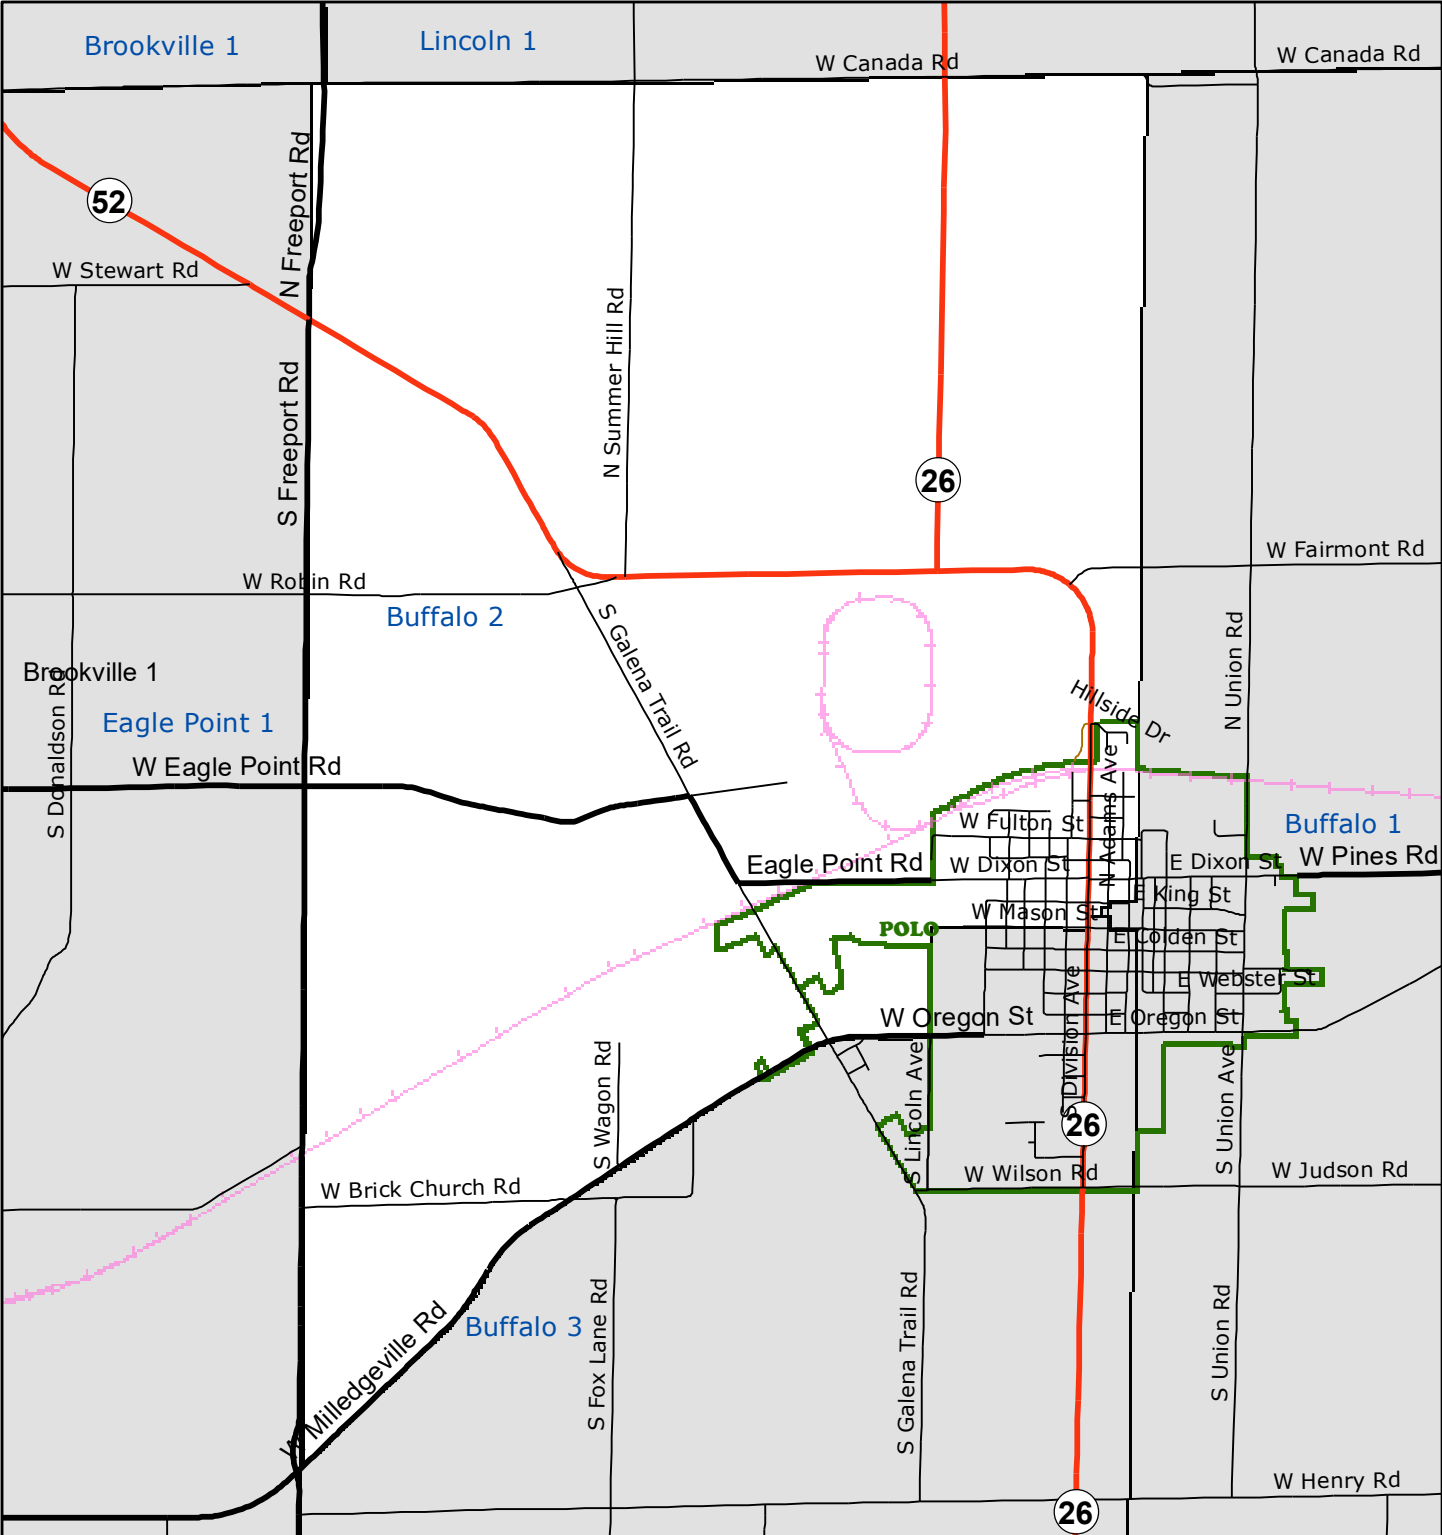 Brookville 1
Lincoln 1
W Canada Rd
W Canada Rd
52
N Freeport Rd
W Stewart Rd
N Summer Hill Rd
S Freeport Rd
26
W Fairmont Rd
W Robin Rd
Buffalo 2
S Galena Trail Rd
N Union Rd
Brookville 1
S Donaldson Rd
Eagle Point 1
Hillside Dr
W Eagle Point Rd
N Adams Ave
W Fulton St
Buffalo 1
Eagle Point Rd
W Dixon St
E Dixon St
W Pines Rd
E King St
W Mason St
POLO
E Colden St
E Webster St
W Oregon St
E Oregon St
S Division Ave
S Wagon Rd
S Lincoln Ave
S Union Ave
26
W Wilson Rd
W Judson Rd
W Brick Church Rd
W Milledgeville Rd
Buffalo 3
S Fox Lane Rd
S Galena Trail Rd
S Union Rd
W Henry Rd
26